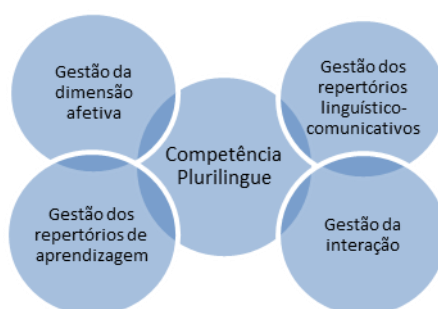 Gestão da
dimensão
afetiva
Gestão dos
repertórios
linguístico-
comunicativos
Competência
Plurilingue
Gestão dos
repertórios de
aprendizagem
Gestão da
interação